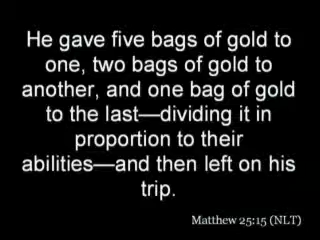 He gave five bags of gold to
one, two bags of gold to
another, and one bag of gold
to the last—dividing it in
proportion to their
abilities—and then left on his
trip.
Matthew 25:15 (NLT)